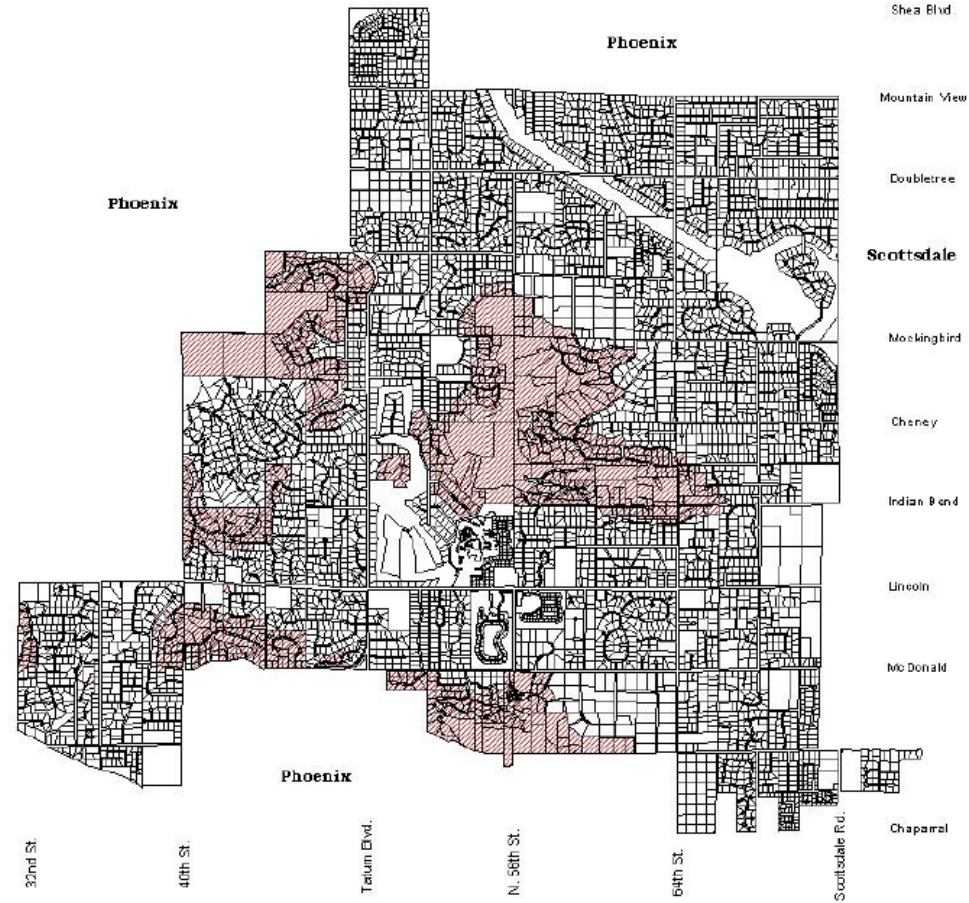 Shea Blvd.
Phoenix
Mountain View
Doubletree
Phoenix
Scottsdale
Mockingbird
Cheney
Indian Bend
Lincoln
McDonald
Phoenix
Chaparral
32nd St.
40th St.
Tatum Blvd.
N. 56th St.
64th St.
Scottsdale Rd.